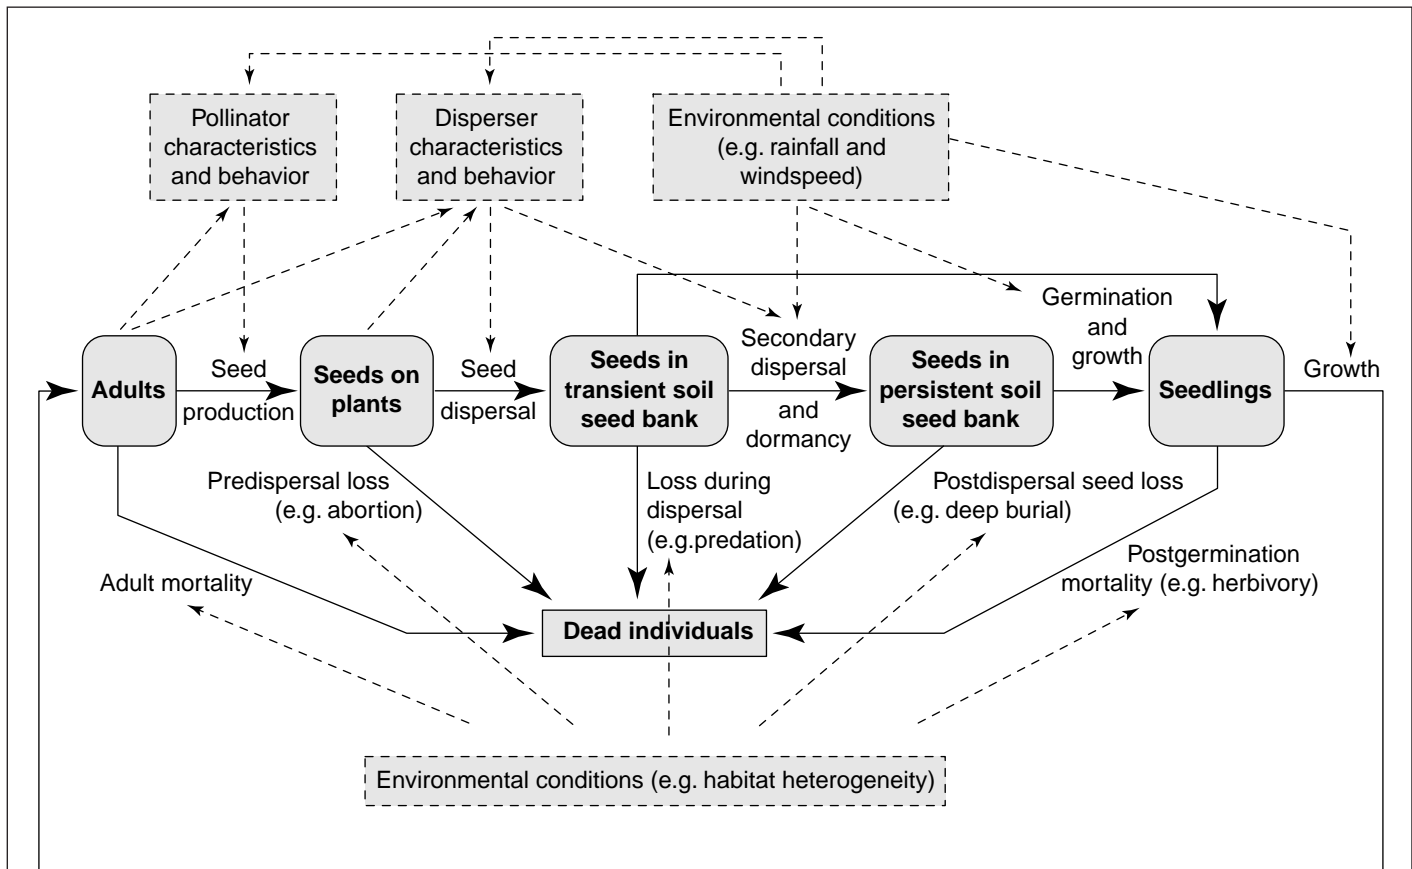 Pollinator
characteristics
and behavior
Disperser
characteristics
and behavior
Environmental conditions
(e.g. rainfall and
windspeed)
Adults
Seed
production
Seeds on
plants
Seed
dispersal
Seeds in
transient soil
seed bank
Secondary
dispersal
and
dormancy
Seeds in
persistent soil
seed bank
Germination
and
growth
Seedlings
Growth
Predispersal loss
(e.g. abortion)
Loss during
dispersal
(e.g.predation)
Postdispersal seed loss
(e.g. deep burial)
Adult mortality
Postgermination
mortality (e.g. herbivory)
Dead individuals
Environmental conditions (e.g. habitat heterogeneity)